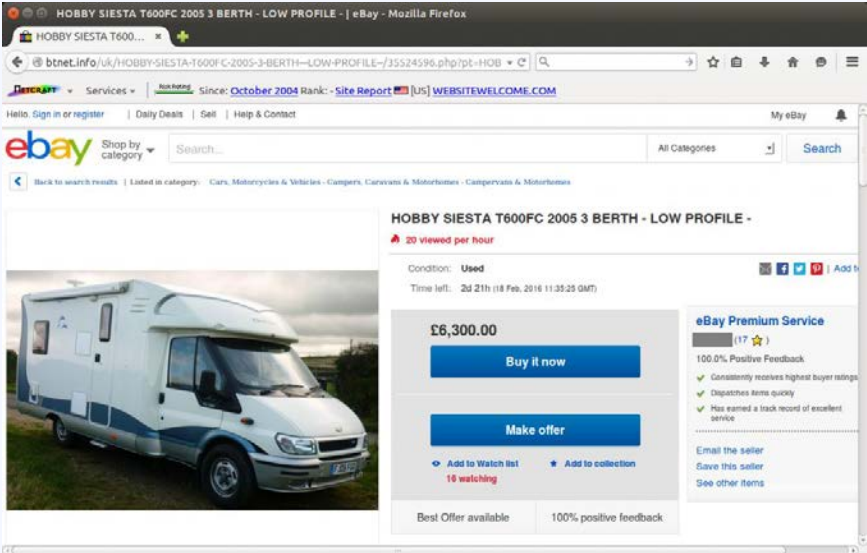 HOBBY SIESTA T600FC 2005 3 BERTH - LOW PROFILE - | eBay - Mozilla Firefox
HOBBY SIESTA T600...
btnet.info/uk/HOBBY-SIESTA-T600FC-2005-3-BERTH--LOW-PROFILE--/35524596.php?pt=HOB
NETCRAFT Services Risk Rating Since: October 2004 Rank: - Site Report [US] WEBSITEWELCOME.COM
Hello. Sign in or register | Daily Deals | Sell | Help & Contact My eBay
ebay Shop by category Search... All Categories Search
Back to search results | Listed in category: Cars, Motorcycles & Vehicles - Campers, Caravans & Motorhomes - Campervans & Motorhomes
HOBBY SIESTA T600FC 2005 3 BERTH - LOW PROFILE -
20 viewed per hour
Condition: Used
| Add to
Time left: 2d 21h (18 Feb, 2016 11:35:25 GMT)
£6,300.00
Buy it now
Make offer
Add to Watch list Add to collection
16 watching
Best Offer available 100% positive feedback
eBay Premium Service
(17 )
100.0% Positive Feedback
Consistently receives highest buyer ratings
Dispatches items quickly
Has earned a track record of excellent
service
Email the seller
Save this seller
See other items